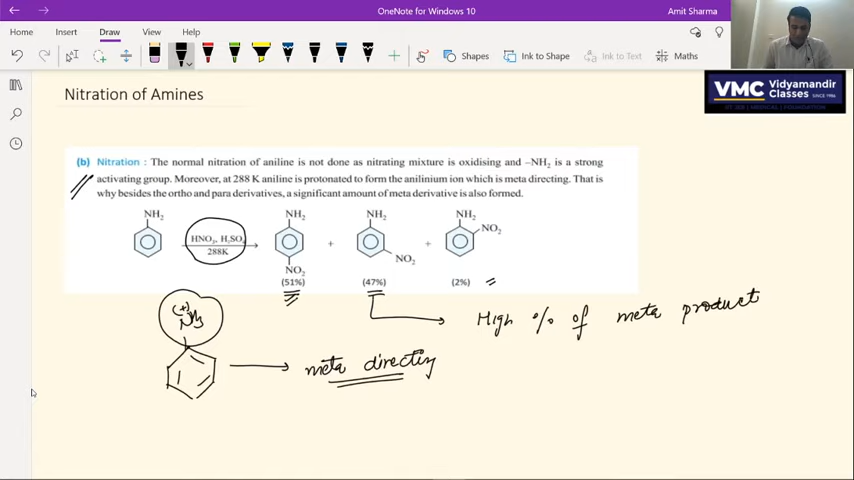 OneNote for Windows 10
Amit Sharma
Home Insert Draw View Help
Shapes Ink to Shape Ink to Text Maths
VMC Vidyamandir Classes SINCE 1986
Nitration of Amines
(b) Nitration : The normal nitration of aniline is not done as nitrating mixture is oxidising and –NH2 is a strong
activating group. Moreover, at 288 K aniline is protonated to form the anilinium ion which is meta directing. That is
why besides the ortho and para derivatives, a significant amount of meta derivative is also formed.
NH2 NH2 NH2 NH2
NO2
HNO3, H2SO4
288K
+ +
NO2
NO2
(51%) (47%) (2%)
(+)
NH3
High % of meta product
meta directing